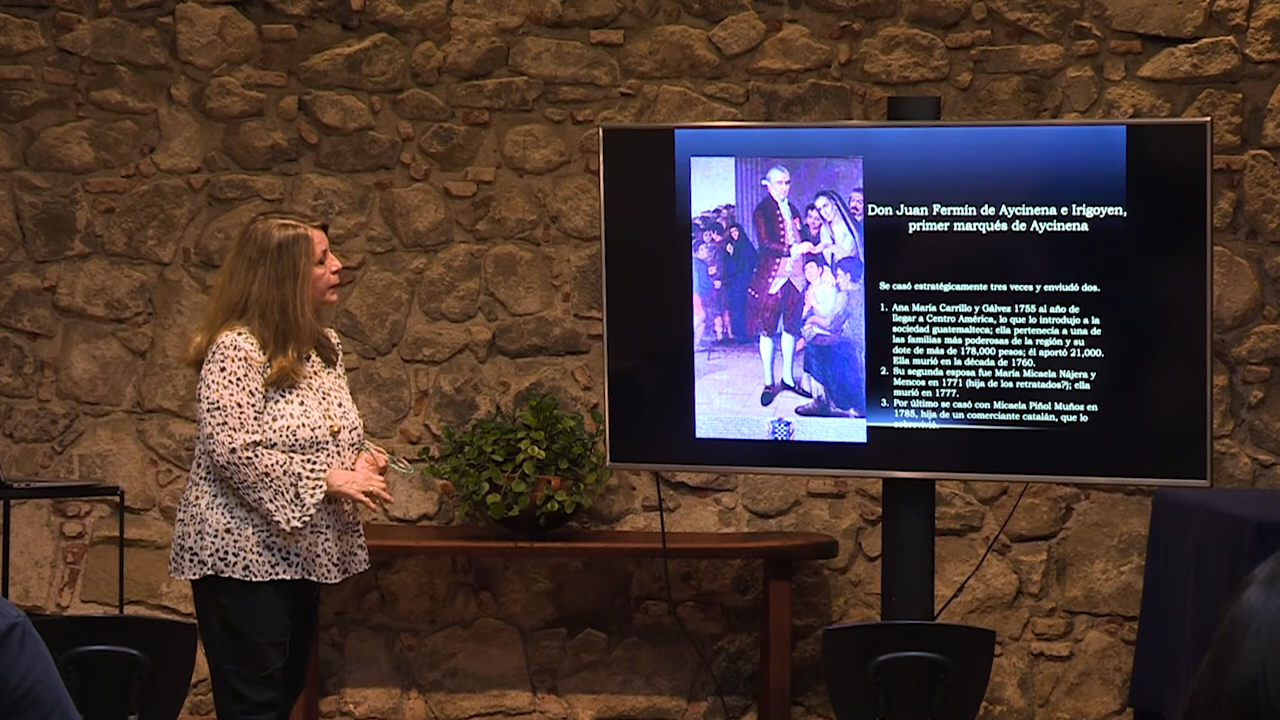 Don Juan Fermín de Aycinena e Irigoyen,
primer marqués de Aycinena
Se casó estratégicamente tres veces y enviudó dos.
1. Ana María Carrillo y Gálvez 1755 al año de
llegar a Centro América, lo que lo introdujo a la
sociedad guatemalteca; ella pertenecía a una de
las familias más poderosas de la región y su
dote de más de 178,000 pesos; él aportó 21,000.
Ella murió en la década de 1760.
2. Su segunda esposa fue María Micaela Nájera y
Mencos en 1771 (hija de los retratados?); ella
murió en 1777.
3. Por último se casó con Micaela Piñol Muñoz en
1785, hija de un comerciante catalán, que lo
sobrevivió.